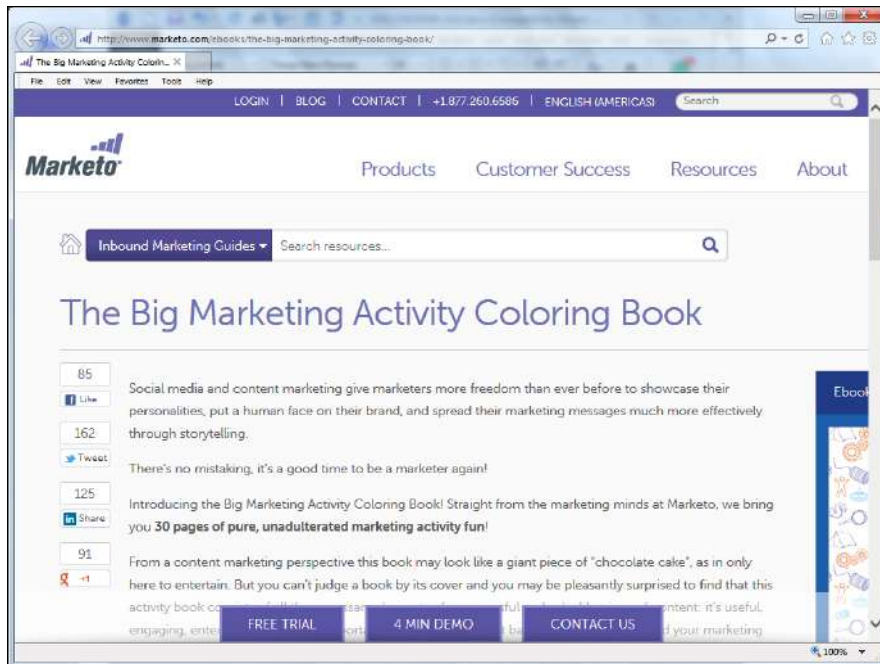 http://www.marketo.com/ebooks/the-big-marketing-activity-coloring-book/
The Big Marketing Activity Colorin...
File Edit View Favorites Tools Help
LOGIN | BLOG | CONTACT | +1.877.260.6586 | ENGLISH (AMERICAS) Search
Marketo
Products Customer Success Resources About
Inbound Marketing Guides Search resources...
The Big Marketing Activity Coloring Book
85
Like
162
Tweet
125
Share
91
+1
Social media and content marketing give marketers more freedom than ever before to showcase their
personalities, put a human face on their brand, and spread their marketing messages much more effectively
through storytelling.
There's no mistaking, it's a good time to be a marketer again!
Introducing the Big Marketing Activity Coloring Book! Straight from the marketing minds at Marketo, we bring
you 30 pages of pure, unadulterated marketing activity fun!
From a content marketing perspective this book may look like a giant piece of "chocolate cake", as in only
here to entertain. But you can't judge a book by its cover and you may be pleasantly surprised to find that this
activity book
content: it's useful,
engaging,
your marketing
Ebook
FREE TRIAL 4 MIN DEMO CONTACT US
100%